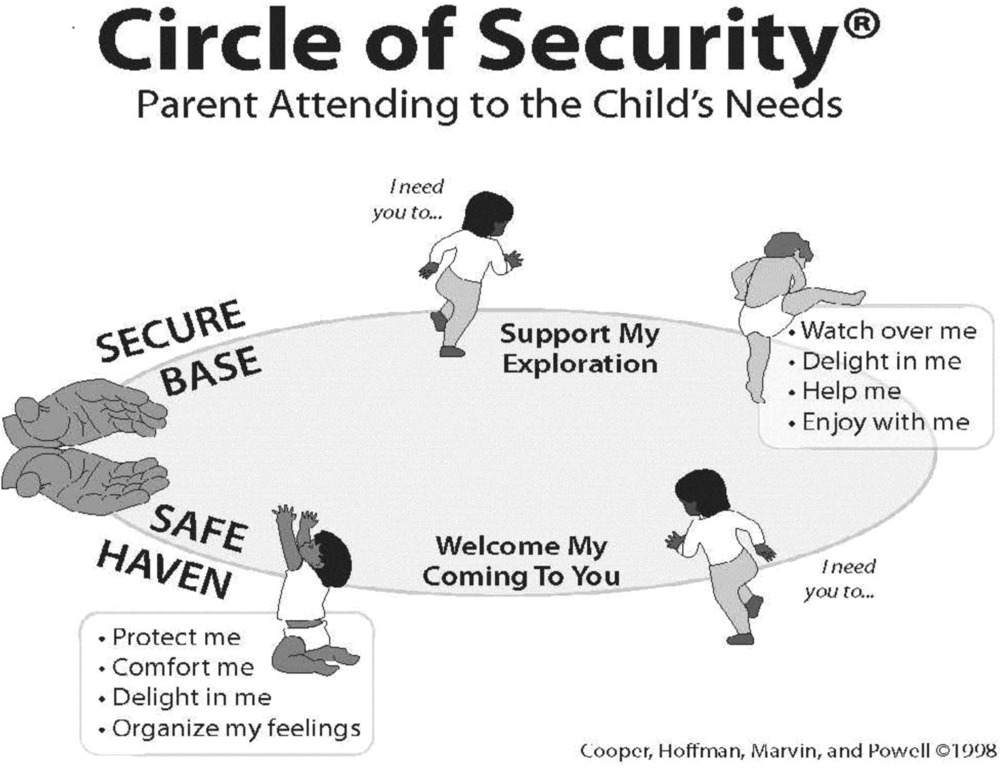 Circle of Security®
Parent Attending to the Child's Needs
I need
you to...
SECURE
BASE
Support My
Exploration
• Watch over me
• Delight in me
• Help me
• Enjoy with me
SAFE
HAVEN
Welcome My
Coming To You
I need
you to...
• Protect me
• Comfort me
• Delight in me
• Organize my feelings
Cooper, Hoffman, Marvin, and Powell ©1998